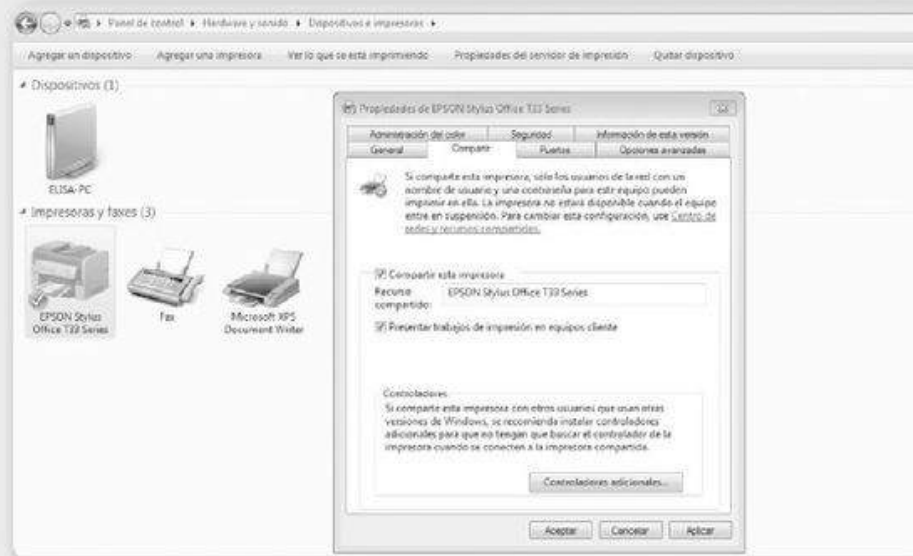 Panel de control ▸ Hardware y sonido ▸ Dispositivos e impresoras ▸
Agregar un dispositivo Agregar una impresora Ver lo que se está imprimiendo Propiedades del servidor de impresión Quitar dispositivo
Dispositivos (1)
ELISA-PC
Impresoras y faxes (3)
EPSON Stylus
Office T33 Series
Fax
Microsoft XPS
Document Writer
Propiedades de EPSON Stylus Office T33 Series
Administración del color Seguridad Información de esta versión
General Compartir Puertos Opciones avanzadas
Si comparte esta impresora, sólo los usuarios de la red con un
nombre de usuario y una contraseña para este equipo pueden
imprimir en ella. La impresora no estará disponible cuando el equipo
entre en suspensión. Para cambiar esta configuración, use Centro de
redes y recursos compartidos.
Compartir esta impresora
Recurso
compartido:
EPSON Stylus Office T33 Series
Presentar trabajos de impresión en equipos cliente
Controladores
Si comparte esta impresora con otros usuarios que usan otras
versiones de Windows, se recomienda instalar controladores
adicionales para que no tengan que buscar el controlador de la
impresora cuando se conecten a la impresora compartida.
Controladores adicionales...
Aceptar Cancelar Aplicar